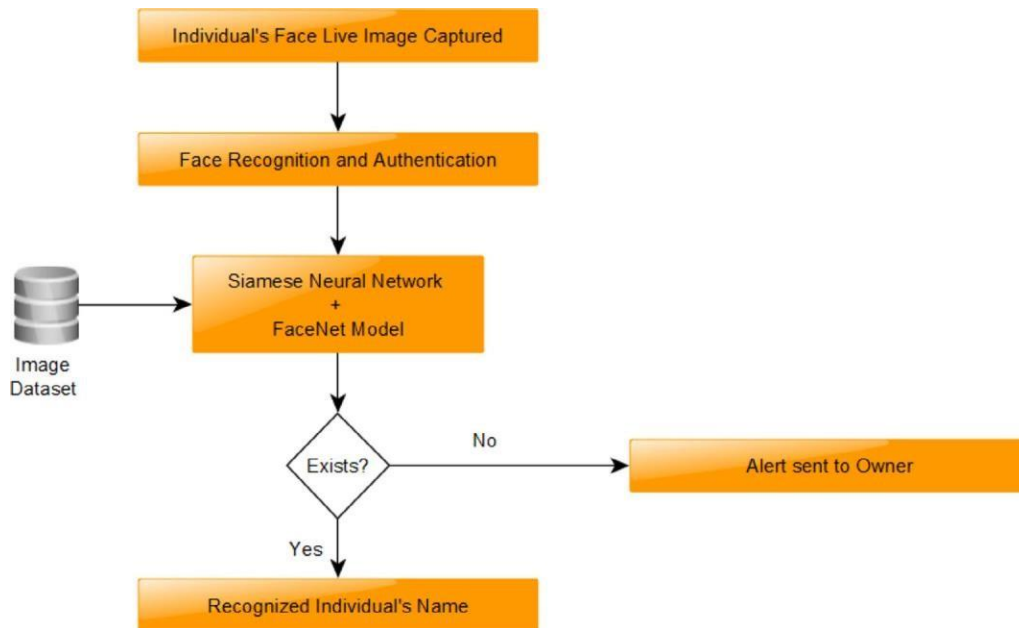 Individual's Face Live Image Captured
Face Recognition and Authentication
Siamese Neural Network
+
FaceNet Model
Image
Dataset
Exists?
No
Alert sent to Owner
Yes
Recognized Individual's Name